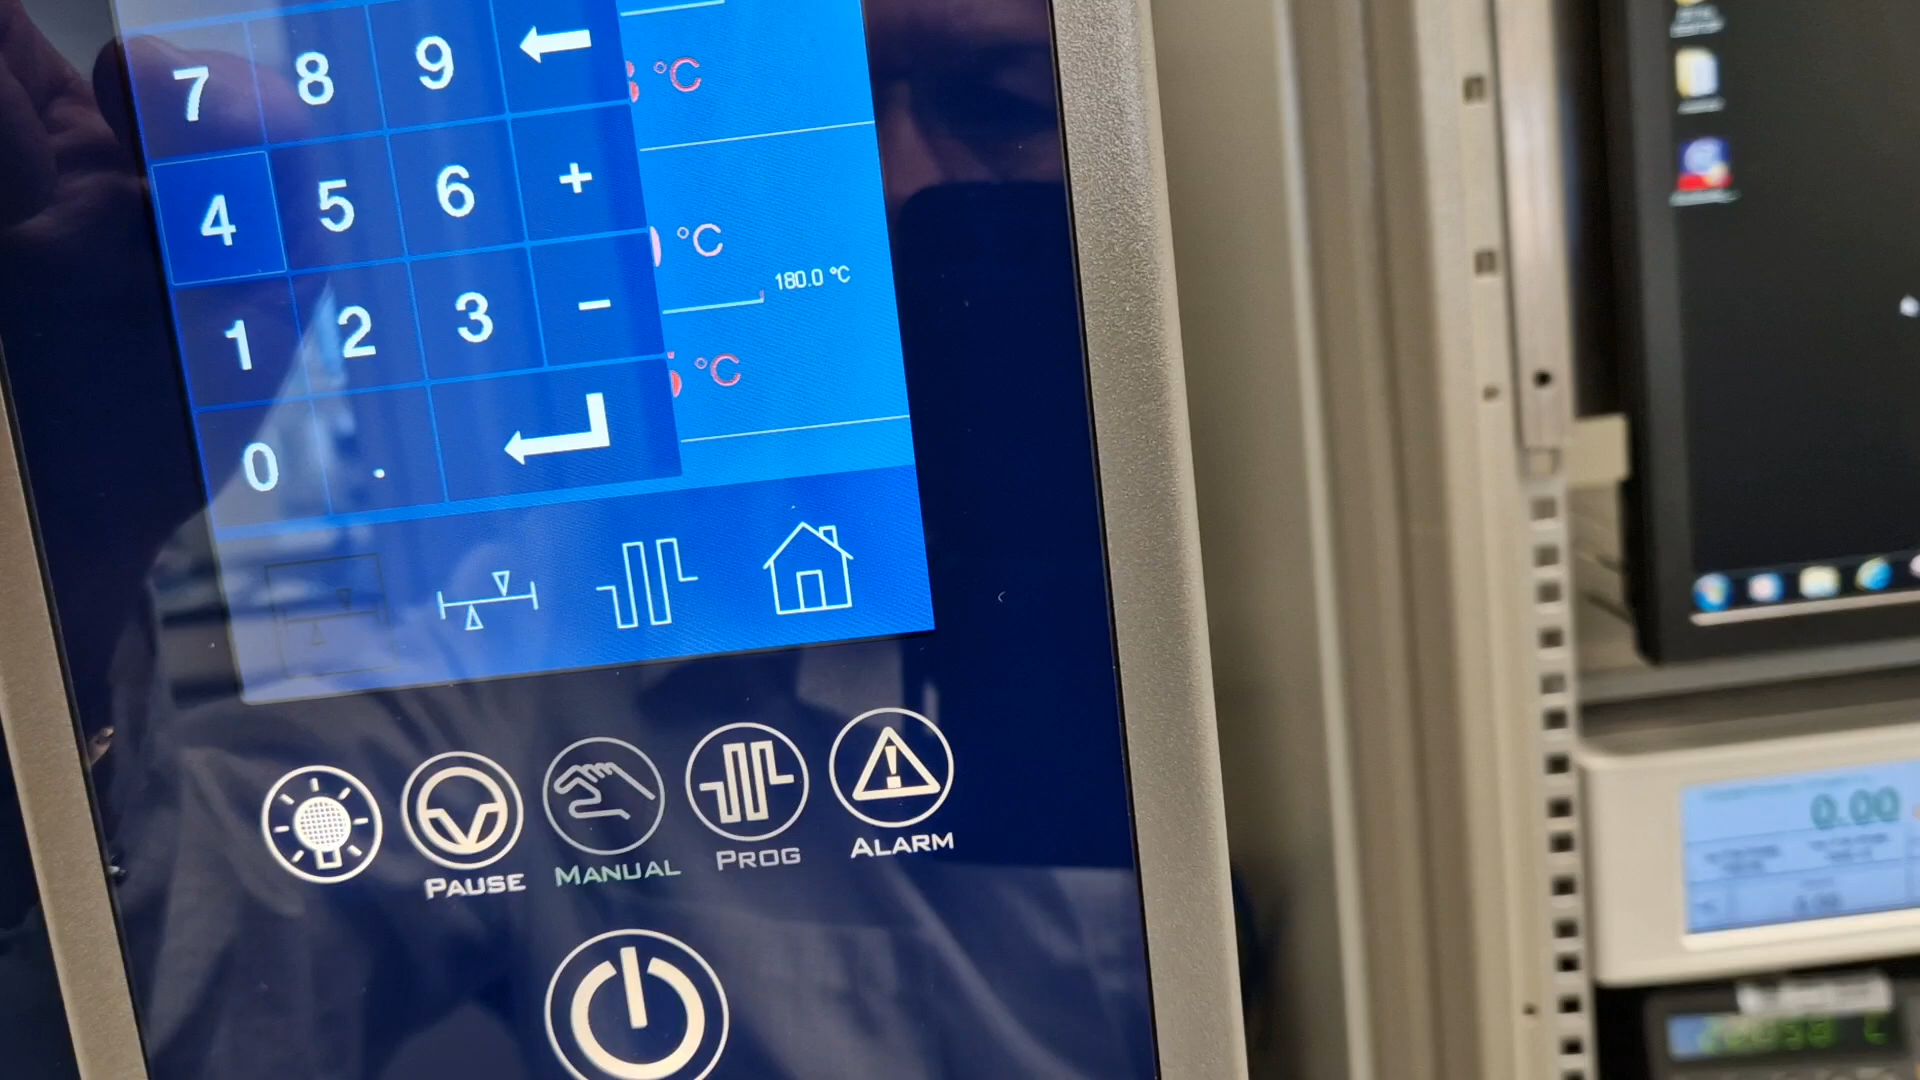 7 8 9
°C
4 5 6 +
°C
180.0 °C
1 2 3 -
°C
0 .
PAUSE
MANUAL
PROG
ALARM
0.00